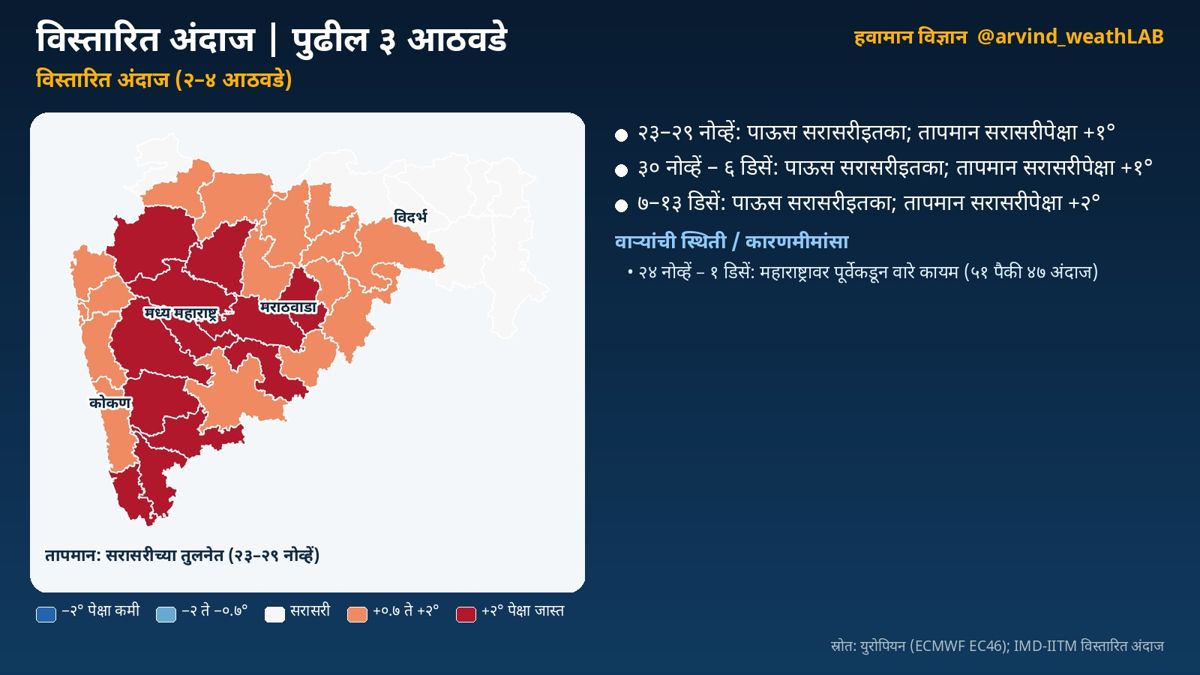 विस्तारित अंदाज | पुढील ३ आठवडे
हवामान विज्ञान @arvind_weathLAB
विस्तारित अंदाज (२–४ आठवडे)
२३–२९ नोव्हें: पाऊस सरासरीइतका; तापमान सरासरीपेक्षा +१°
३० नोव्हें – ६ डिसें: पाऊस सरासरीइतका; तापमान सरासरीपेक्षा +१°
७–१३ डिसें: पाऊस सरासरीइतका; तापमान सरासरीपेक्षा +२°
वाऱ्यांची स्थिती / कारणमीमांसा
• २४ नोव्हें – १ डिसें: महाराष्ट्रावर पूर्वेकडून वारे कायम (५१ पैकी ४७ अंदाज)
विदर्भ
मराठवाडा
मध्य महाराष्ट्र
कोकण
तापमान: सरासरीच्या तुलनेत (२३–२९ नोव्हें)
−२° पेक्षा कमी
−२ ते −०.७°
सरासरी
+०.७ ते +२°
+२° पेक्षा जास्त
स्रोत: युरोपियन (ECMWF EC46); IMD-IITM विस्तारित अंदाज